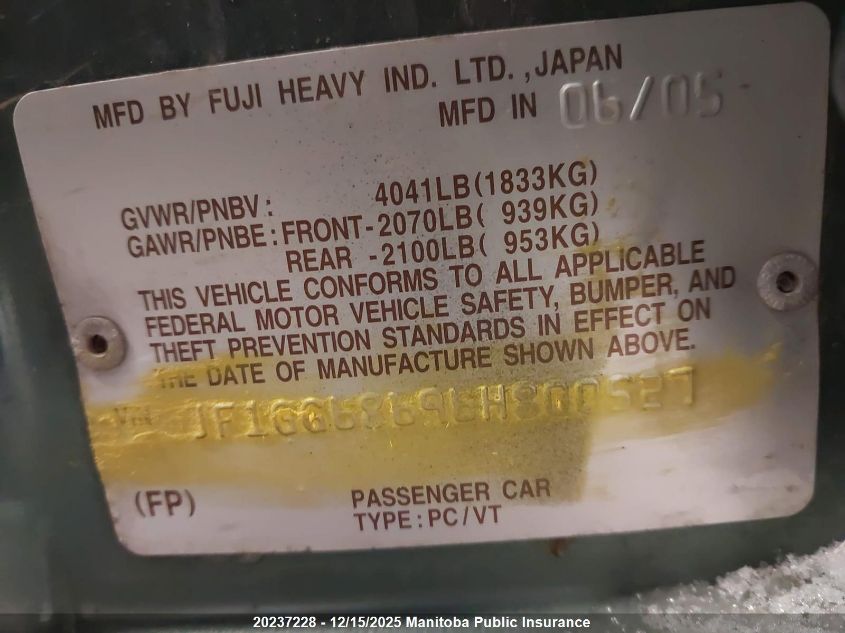 MFD BY FUJI HEAVY IND. LTD.,JAPAN
MFD IN 06/05
GVWR/PNBV: 4041LB(1833KG)
GAWR/PNBE:FRONT-2070LB( 939KG)
REAR -2100LB( 953KG)
THIS VEHICLE CONFORMS TO ALL APPLICABLE
FEDERAL MOTOR VEHICLE SAFETY, BUMPER, AND
THEFT PREVENTION STANDARDS IN EFFECT ON
THE DATE OF MANUFACTURE SHOWN ABOVE.
VIN JF1GG68696H800527
(FP) PASSENGER CAR
TYPE:PC/VT
20237228 - 12/15/2025 Manitoba Public Insurance